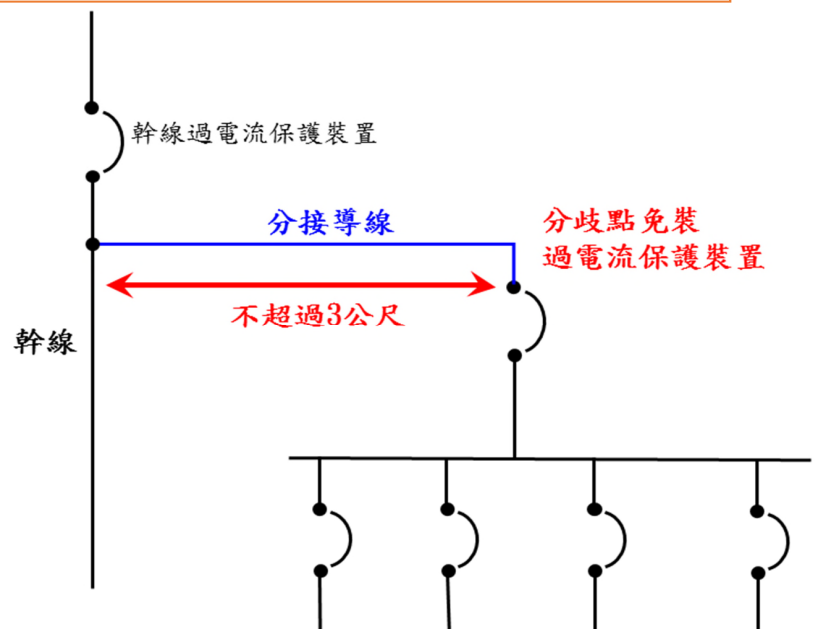 幹線過電流保護裝置
分接導線
分歧點免裝
過電流保護裝置
不超過3公尺
幹線